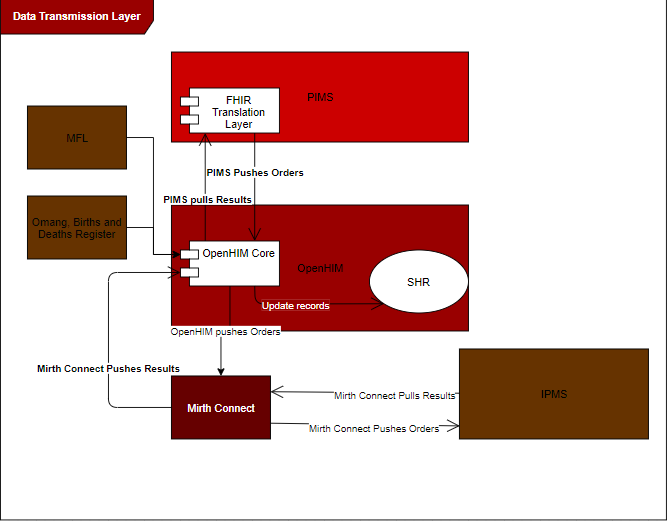 Data Transmission Layer
PIMS
FHIR
Translation
Layer
MFL
PIMS Pushes Orders
PIMS pulls Results
Omang, Births and
Deaths Register
OpenHIM Core
OpenHIM
SHR
Update records
OpenHIM pushes Orders
Mirth Connect Pushes Results
Mirth Connect
Mirth Connect Pulls Results
IPMS
Mirth Connect Pushes Orders